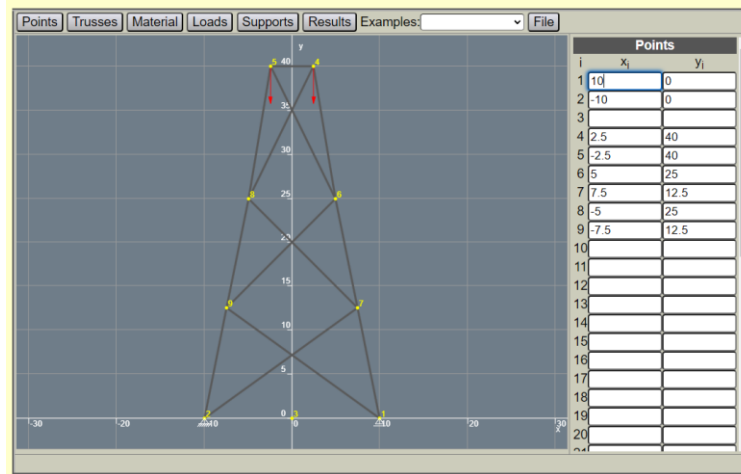 Points Trusses Material Loads Supports Results Examples: File
Points
i xi yi
1 10 0
2 -10 0
3
4 2.5 40
5 -2.5 40
6 5 25
7 7.5 12.5
8 -5 25
9 -7.5 12.5
10
11
12
13
14
15
16
17
18
19
20
y
5 40 4
35
30
8 25 6
20
15
9 7
10
5
2 0 3 1
-30 -20 -10 0 10 20 30
x